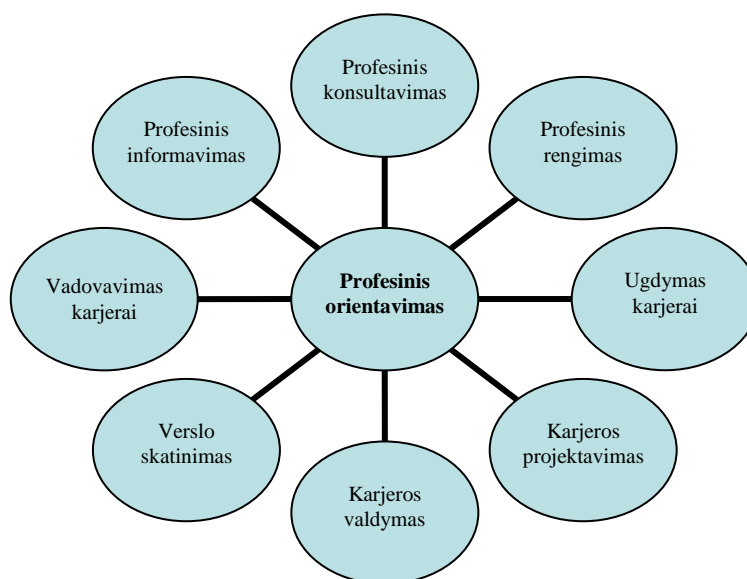 Profesinis
konsultavimas
Profesinis
informavimas
Profesinis
rengimas
Vadovavimas
karjerai
Profesinis
orientavimas
Ugdymas
karjerai
Verslo
skatinimas
Karjeros
projektavimas
Karjeros
valdymas